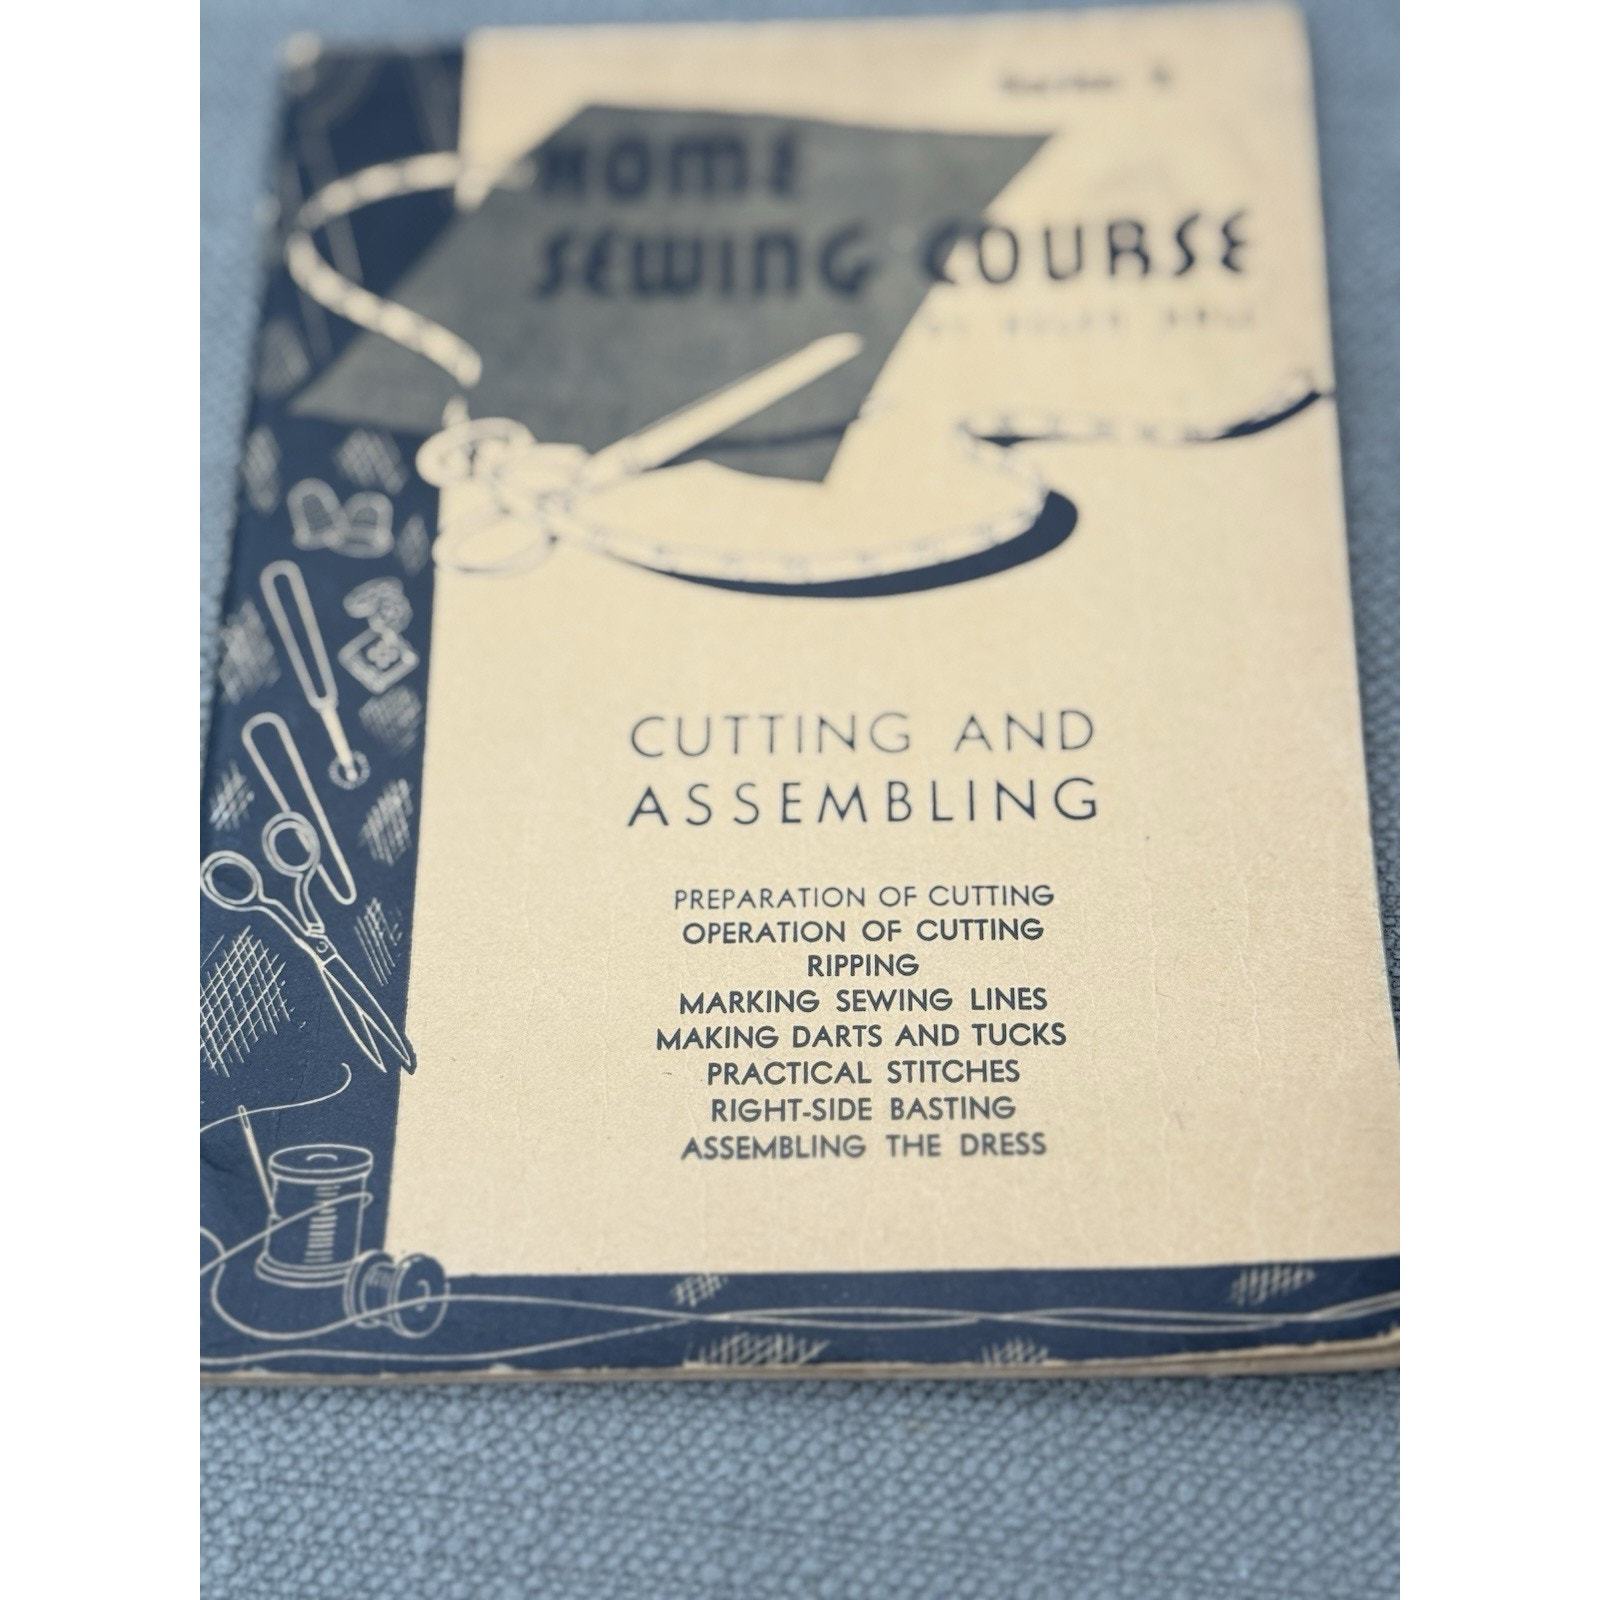 HOME
SEWING COURSE
CUTTING AND
ASSEMBLING
PREPARATION OF CUTTING
OPERATION OF CUTTING
RIPPING
MARKING SEWING LINES
MAKING DARTS AND TUCKS
PRACTICAL STITCHES
RIGHT-SIDE BASTING
ASSEMBLING THE DRESS